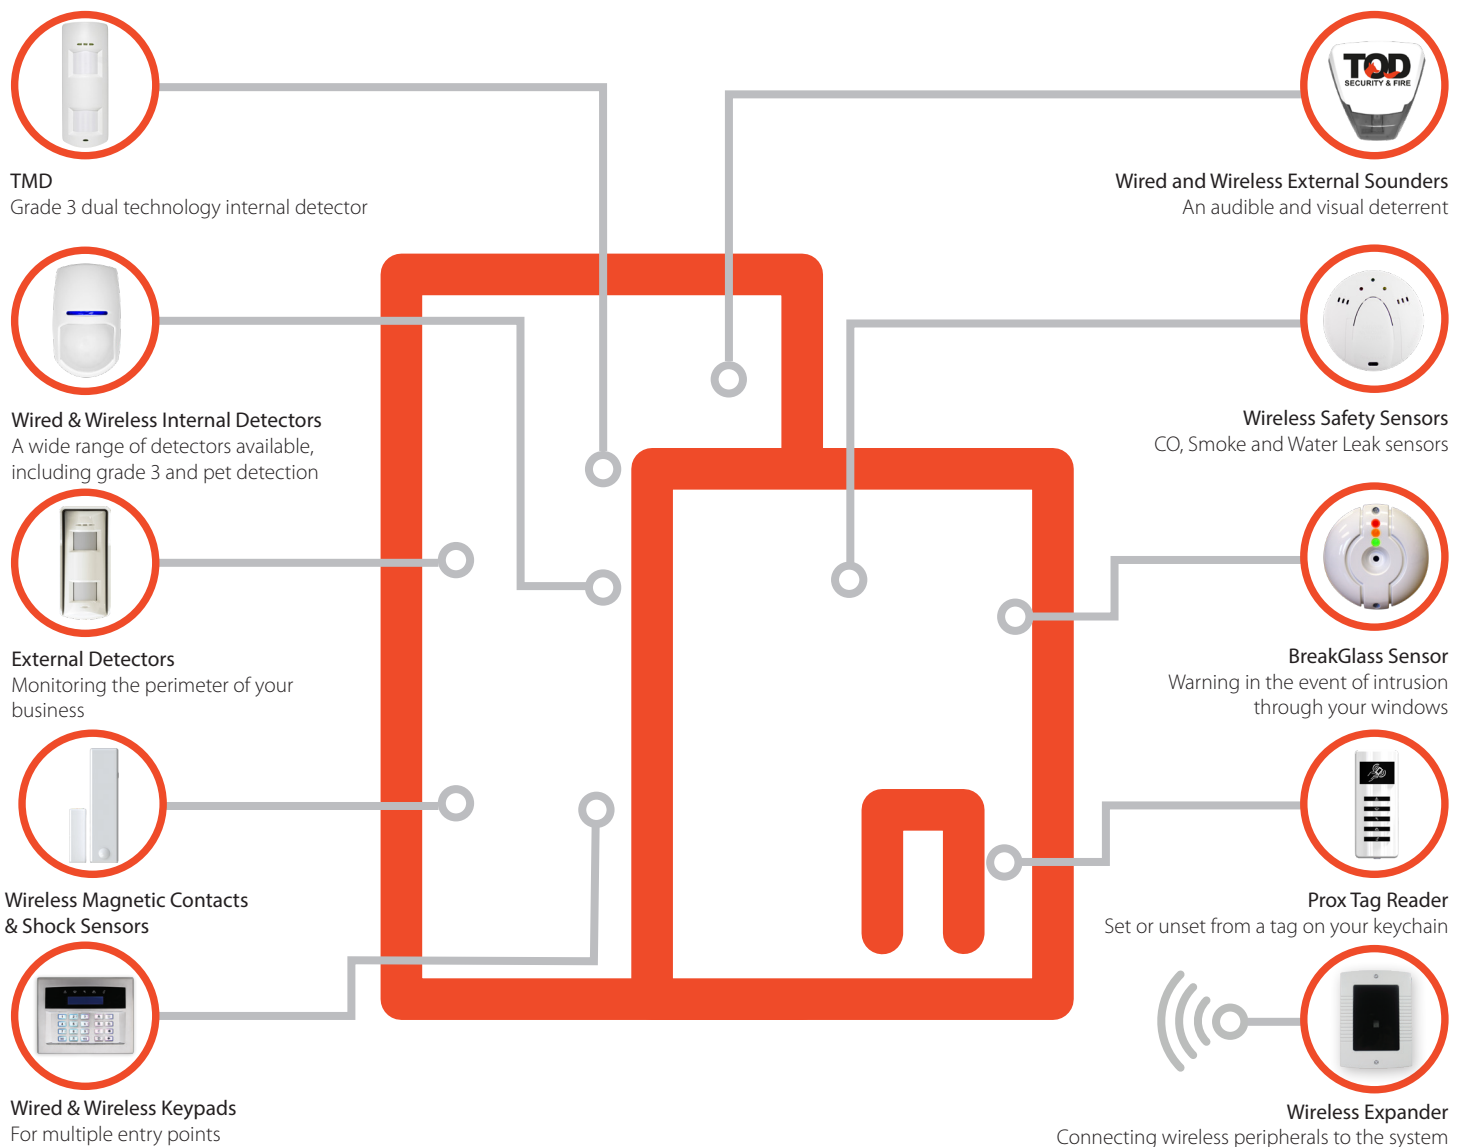 TMD
Grade 3 dual technology internal detector
Wired & Wireless Internal Detectors
A wide range of detectors available,
including grade 3 and pet detection
External Detectors
Monitoring the perimeter of your
business
Wireless Magnetic Contacts
& Shock Sensors
Wired & Wireless Keypads
For multiple entry points
TOD
SECURITY & FIRE
Wired and Wireless External Sounders
An audible and visual deterrent
Wireless Safety Sensors
CO, Smoke and Water Leak sensors
BreakGlass Sensor
Warning in the event of intrusion
through your windows
Prox Tag Reader
Set or unset from a tag on your keychain
Wireless Expander
Connecting wireless peripherals to the system